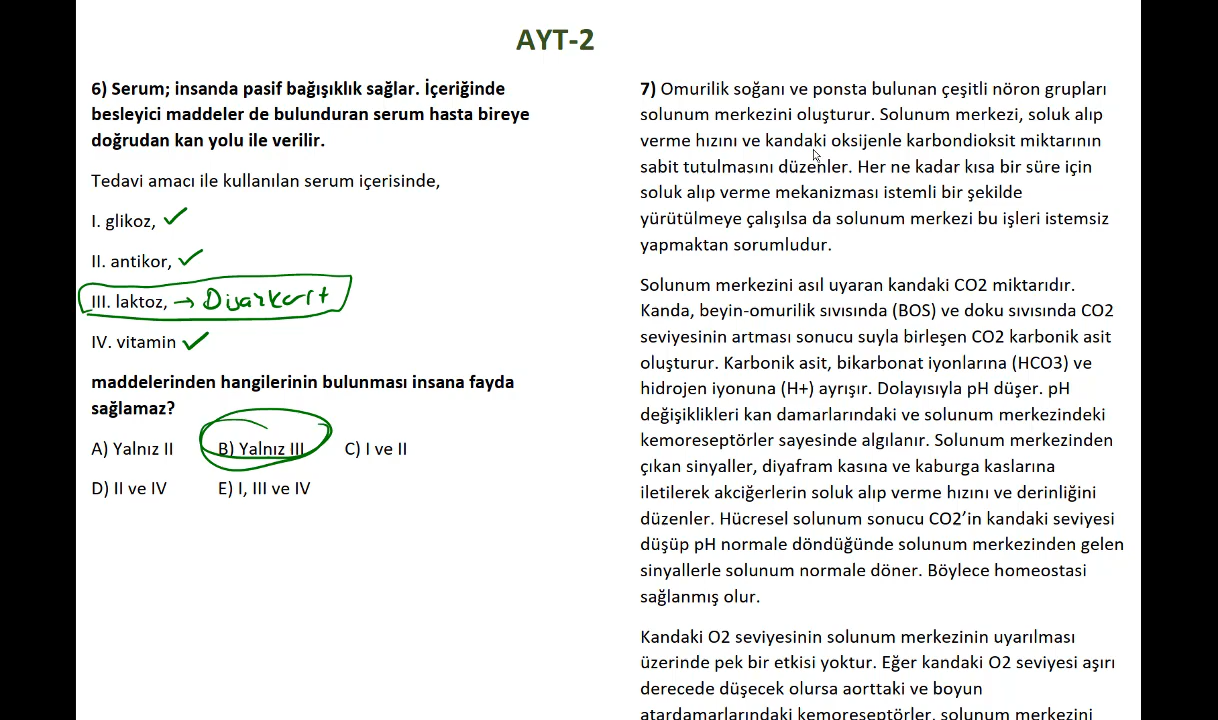 AYT-2
6) Serum; insanda pasif bağışıklık sağlar. İçeriğinde
besleyici maddeler de bulunduran serum hasta bireye
doğrudan kan yolu ile verilir.
Tedavi amacı ile kullanılan serum içerisinde,
I. glikoz,
II. antikor,
III. laktoz, → Disakkarit
IV. vitamin
maddelerinden hangilerinin bulunması insana fayda
sağlamaz?
A) Yalnız II B) Yalnız III C) I ve II
D) II ve IV E) I, III ve IV
7) Omurilik soğanı ve ponsta bulunan çeşitli nöron grupları
solunum merkezini oluşturur. Solunum merkezi, soluk alıp
verme hızını ve kandaki oksijenle karbondioksit miktarının
sabit tutulmasını düzenler. Her ne kadar kısa bir süre için
soluk alıp verme mekanizması istemli bir şekilde
yürütülmeye çalışılsa da solunum merkezi bu işleri istemsiz
yapmaktan sorumludur.
Solunum merkezini asıl uyaran kandaki CO2 miktarıdır.
Kanda, beyin-omurilik sıvısında (BOS) ve doku sıvısında CO2
seviyesinin artması sonucu suyla birleşen CO2 karbonik asit
oluşturur. Karbonik asit, bikarbonat iyonlarına (HCO3) ve
hidrojen iyonuna (H+) ayrışır. Dolayısıyla pH düşer. pH
değişiklikleri kan damarlarındaki ve solunum merkezindeki
kemoreseptörler sayesinde algılanır. Solunum merkezinden
çıkan sinyaller, diyafram kasına ve kaburga kaslarına
iletilerek akciğerlerin soluk alıp verme hızını ve derinliğini
düzenler. Hücresel solunum sonucu CO2’in kandaki seviyesi
düşüp pH normale döndüğünde solunum merkezinden gelen
sinyallerle solunum normale döner. Böylece homeostasi
sağlanmış olur.
Kandaki O2 seviyesinin solunum merkezinin uyarılması
üzerinde pek bir etkisi yoktur. Eğer kandaki O2 seviyesi aşırı
derecede düşecek olursa aorttaki ve boyun
atardamarlarındaki kemoreseptörler, solunum merkezini